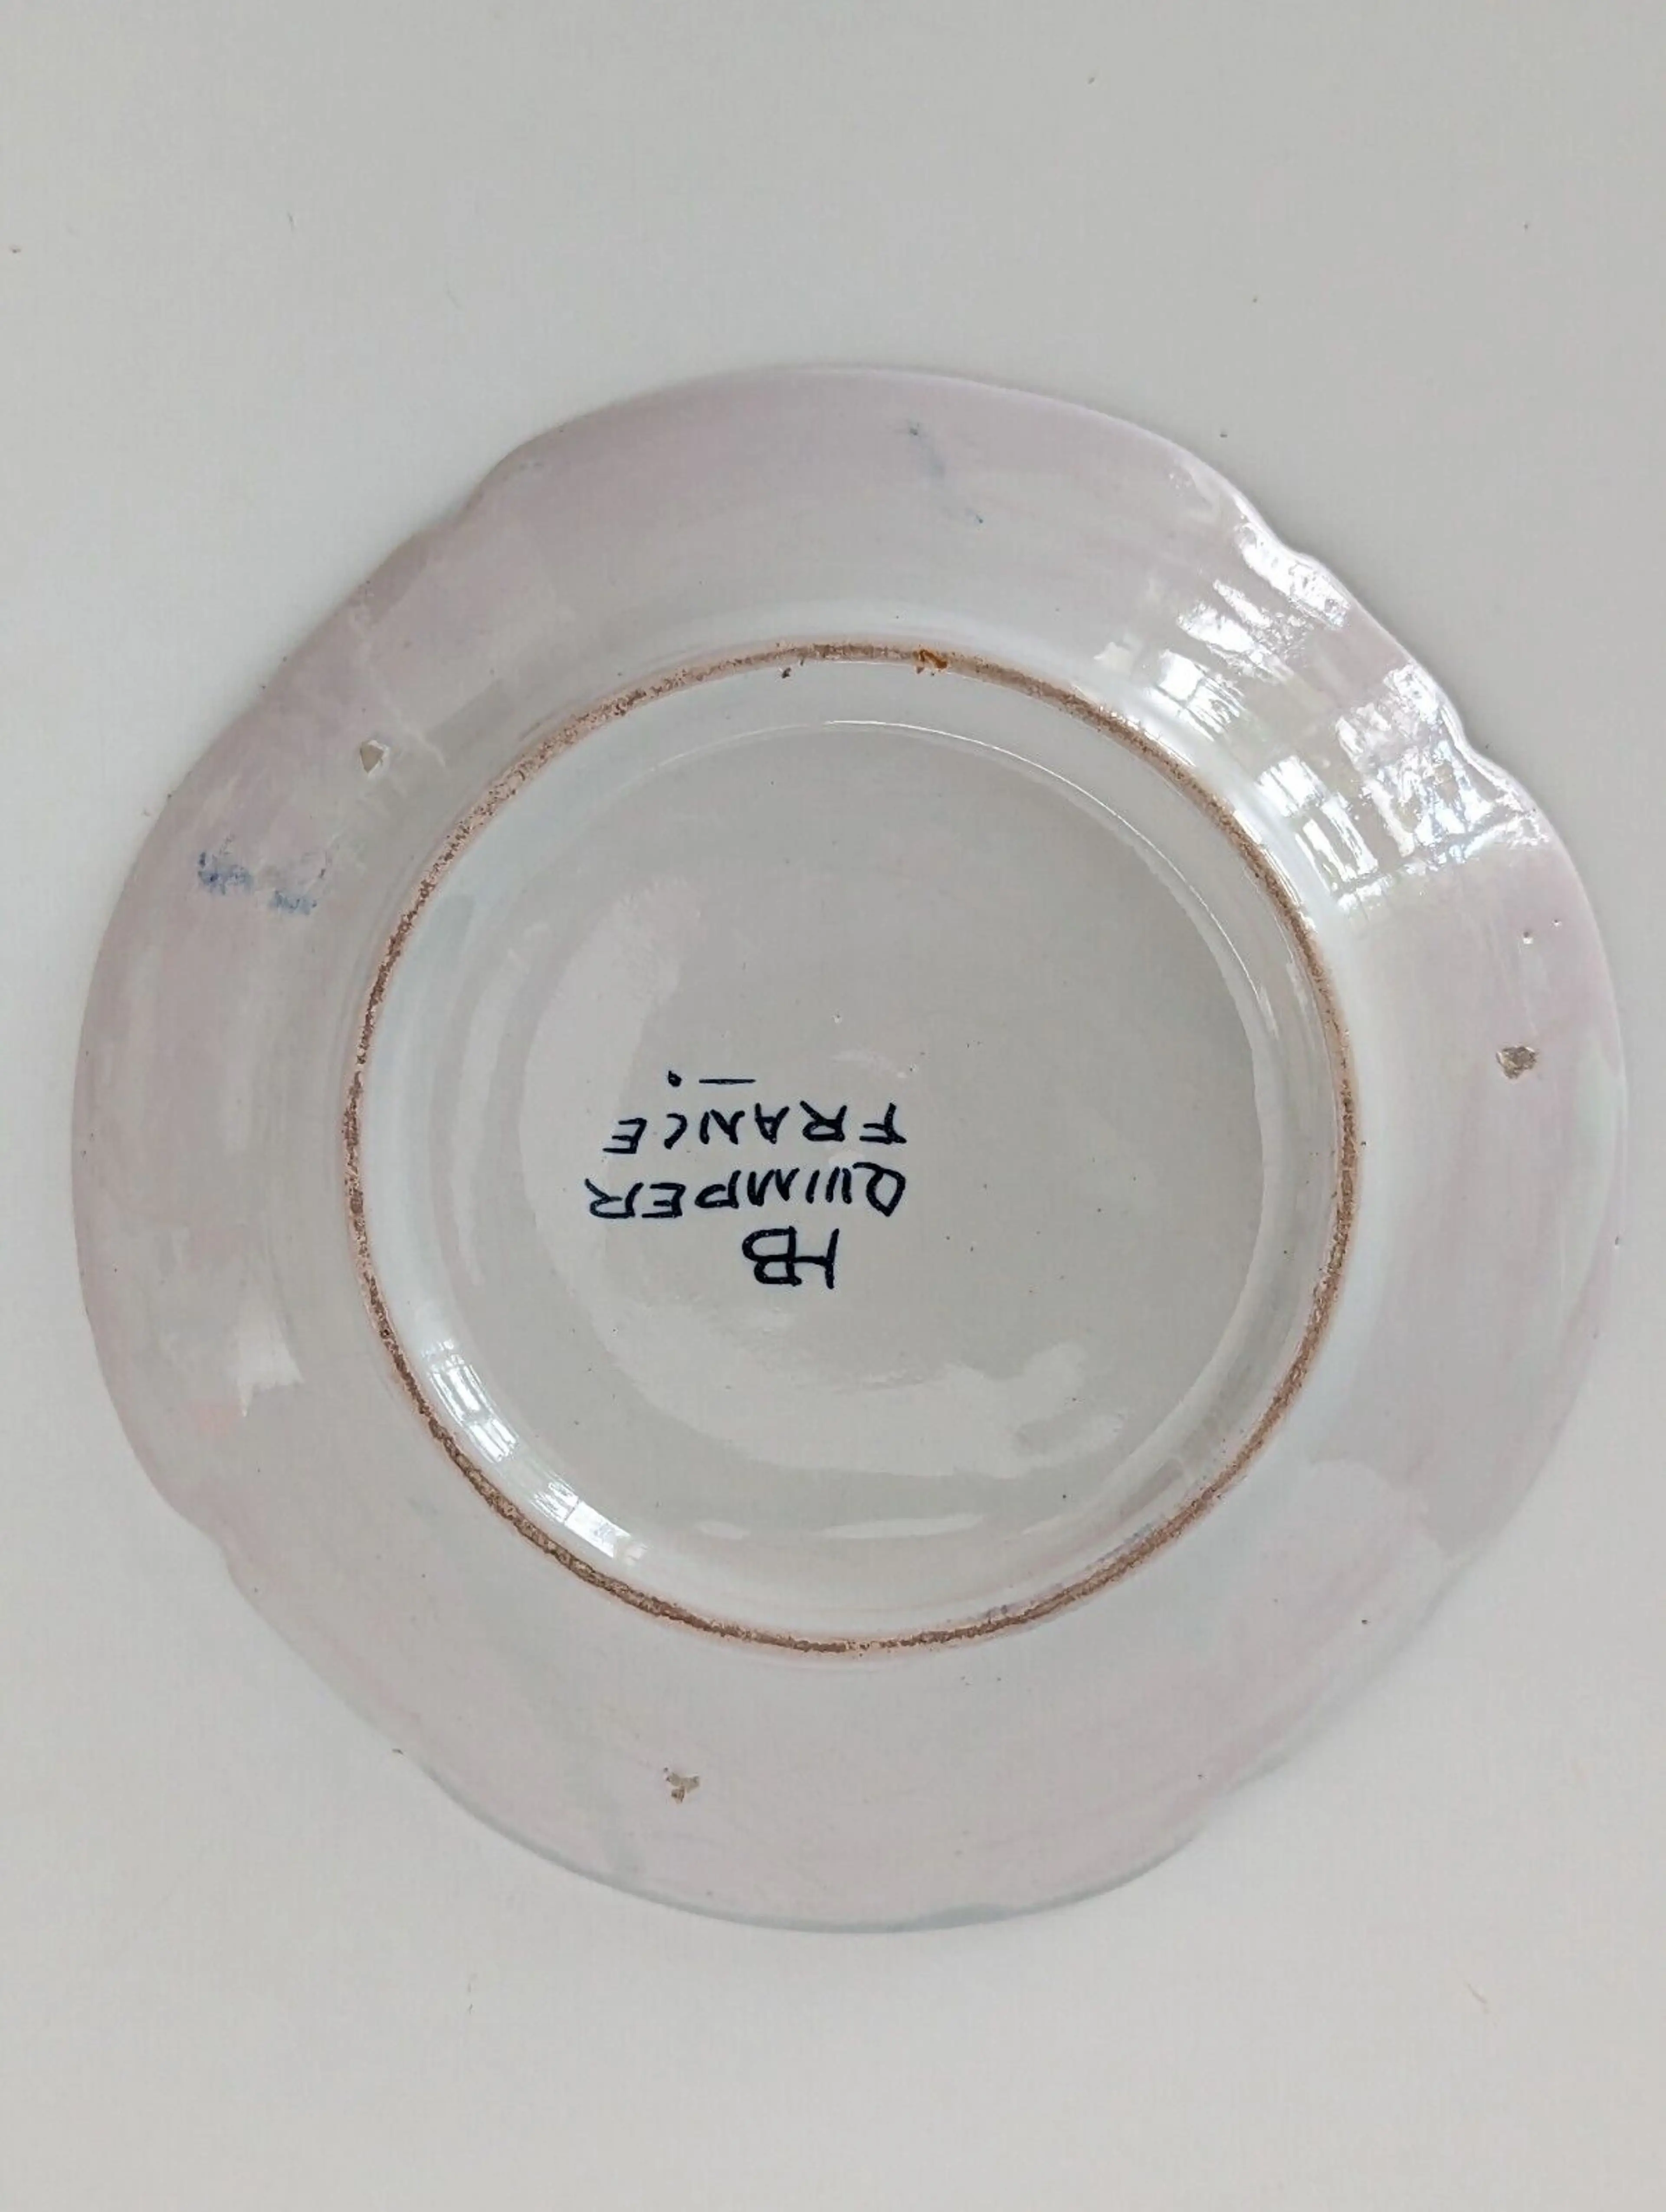 HB
QUIMPER
FRANCE
— .